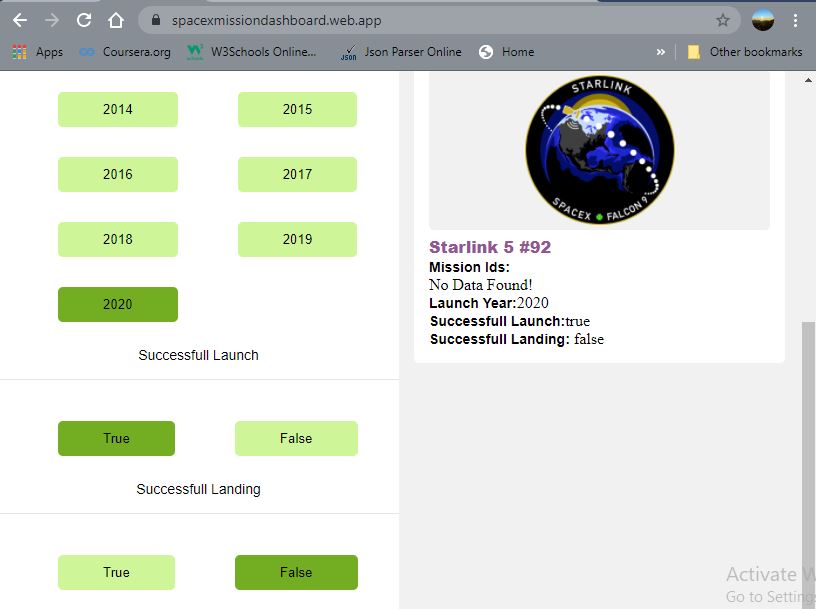 spacexmissiondashboard.web.app
Apps
Coursera.org
W3Schools Online...
Json Parser Online
Home
»
Other bookmarks
2014
2015
2016
2017
2018
2019
2020
Successfull Launch
True
False
Successfull Landing
True
False
STARLINK
SPACEX FALCON 9
Starlink 5 #92
Mission Ids:
No Data Found!
Launch Year:2020
Successfull Launch:true
Successfull Landing: false
Activate W
Go to Settings